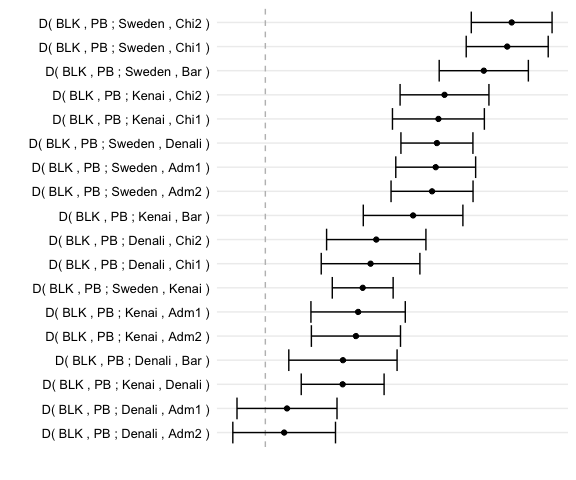 D( BLK , PB ; Sweden , Chi2 )
D( BLK , PB ; Sweden , Chi1 )
D( BLK , PB ; Sweden , Bar )
D( BLK , PB ; Kenai , Chi2 )
D( BLK , PB ; Kenai , Chi1 )
D( BLK , PB ; Sweden , Denali )
D( BLK , PB ; Sweden , Adm1 )
D( BLK , PB ; Sweden , Adm2 )
D( BLK , PB ; Kenai , Bar )
D( BLK , PB ; Denali , Chi2 )
D( BLK , PB ; Denali , Chi1 )
D( BLK , PB ; Sweden , Kenai )
D( BLK , PB ; Kenai , Adm1 )
D( BLK , PB ; Kenai , Adm2 )
D( BLK , PB ; Denali , Bar )
D( BLK , PB ; Kenai , Denali )
D( BLK , PB ; Denali , Adm1 )
D( BLK , PB ; Denali , Adm2 )